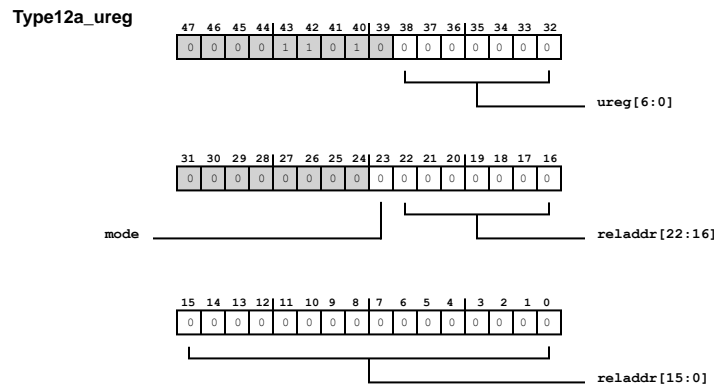 Type12a_ureg
47 46 45 44 43 42 41 40 39 38 37 36 35 34 33 32
0 0 0 0 1 1 0 1 0 0 0 0 0 0 0 0
ureg[6:0]
31 30 29 28 27 26 25 24 23 22 21 20 19 18 17 16
0 0 0 0 0 0 0 0 0 0 0 0 0 0 0 0
mode reladdr[22:16]
15 14 13 12 11 10 9 8 7 6 5 4 3 2 1 0
0 0 0 0 0 0 0 0 0 0 0 0 0 0 0 0
reladdr[15:0]